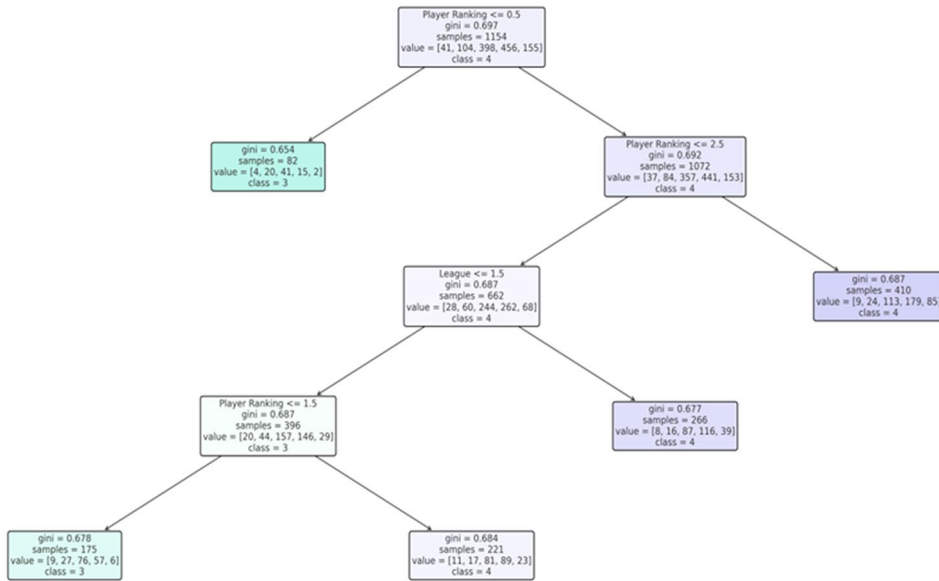 Player Ranking <= 0.5
gini = 0.697
samples = 1154
value = [41, 104, 398, 456, 155]
class = 4
gini = 0.654
samples = 82
value = [4, 20, 41, 15, 2]
class = 3
Player Ranking <= 2.5
gini = 0.692
samples = 1072
value = [37, 84, 357, 441, 153]
class = 4
League <= 1.5
gini = 0.687
samples = 662
value = [28, 60, 244, 262, 68]
class = 4
gini = 0.687
samples = 410
value = [9, 24, 113, 179, 85
class = 4
Player Ranking <= 1.5
gini = 0.687
samples = 396
value = [20, 44, 157, 146, 29]
class = 3
gini = 0.677
samples = 266
value = [8, 16, 87, 116, 39]
class = 4
gini = 0.678
samples = 175
value = [9, 27, 76, 57, 6]
class = 3
gini = 0.684
samples = 221
value = [11, 17, 81, 89, 23]
class = 4